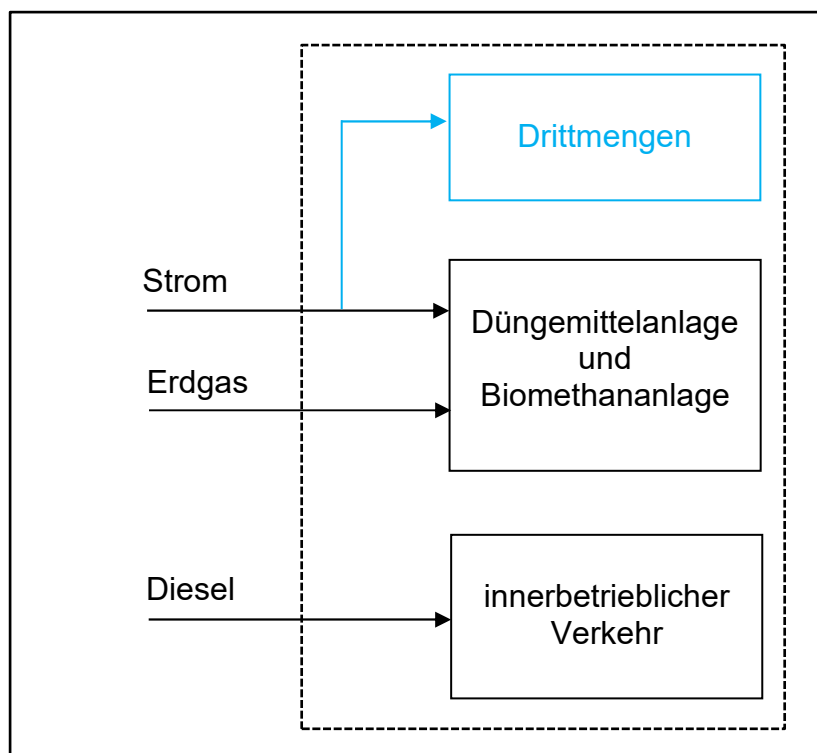 Drittmengen
Strom
Düngemittelanlage
und
Biomethananlage
Erdgas
Diesel
innerbetrieblicher
Verkehr